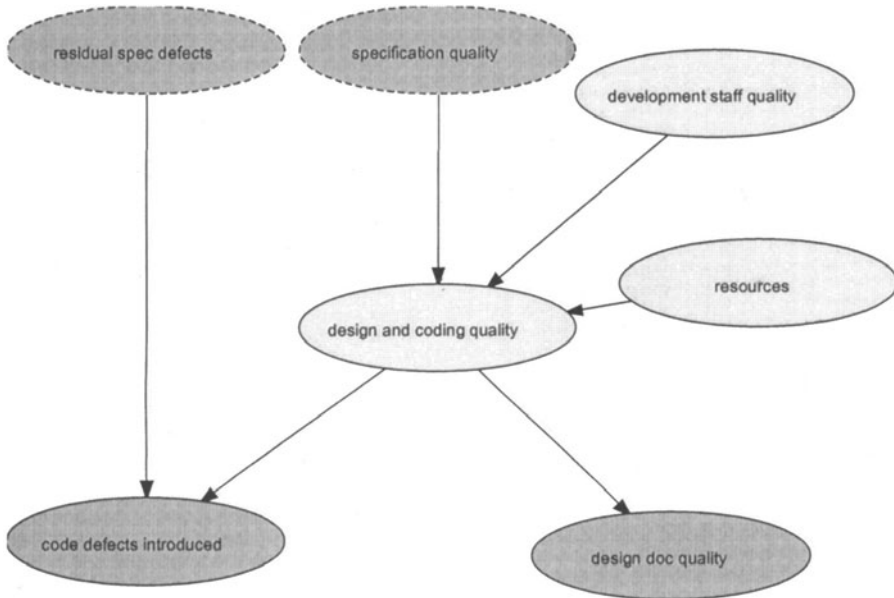 residual spec defects
specification quality
development staff quality
resources
design and coding quality
code defects introduced
design doc quality